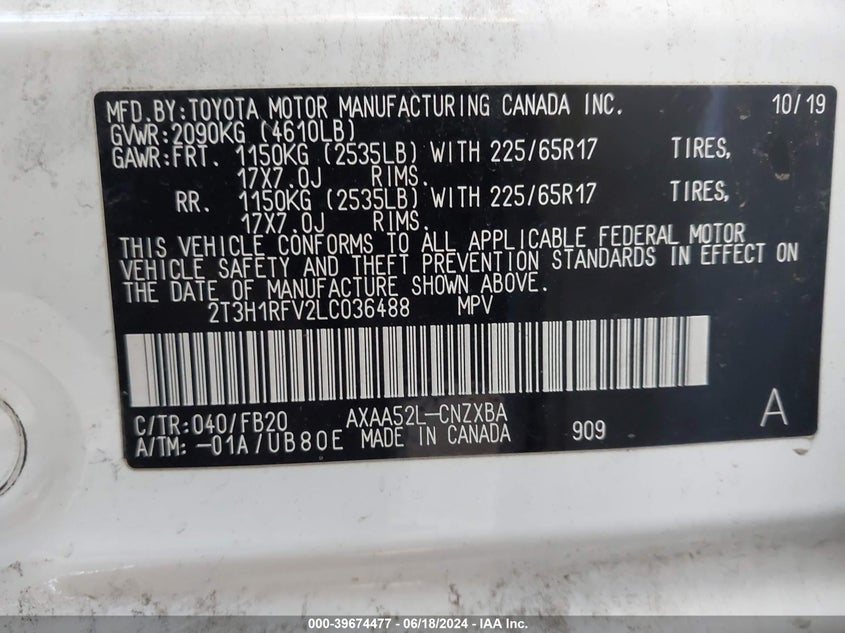 MFD.BY:TOYOTA MOTOR MANUFACTURING CANADA INC. 10/19
GVWR:2090KG (4610LB)
GAWR:FRT. 1150KG (2535LB) WITH 225/65R17 TIRES,
17X7.0J RIMS.
RR. 1150KG (2535LB) WITH 225/65R17 TIRES,
17X7.0J RIMS.
THIS VEHICLE CONFORMS TO ALL APPLICABLE FEDERAL MOTOR
VEHICLE SAFETY AND THEFT PREVENTION STANDARDS IN EFFECT ON
THE DATE OF MANUFACTURE SHOWN ABOVE.
2T3H1RFV2LC036488 MPV
C/TR:040/FB20 AXAA52L-CNZXBA A
A/TM:-01A/UB80E MADE IN CANADA 909
000-39674477 - 06/18/2024 - IAA Inc.